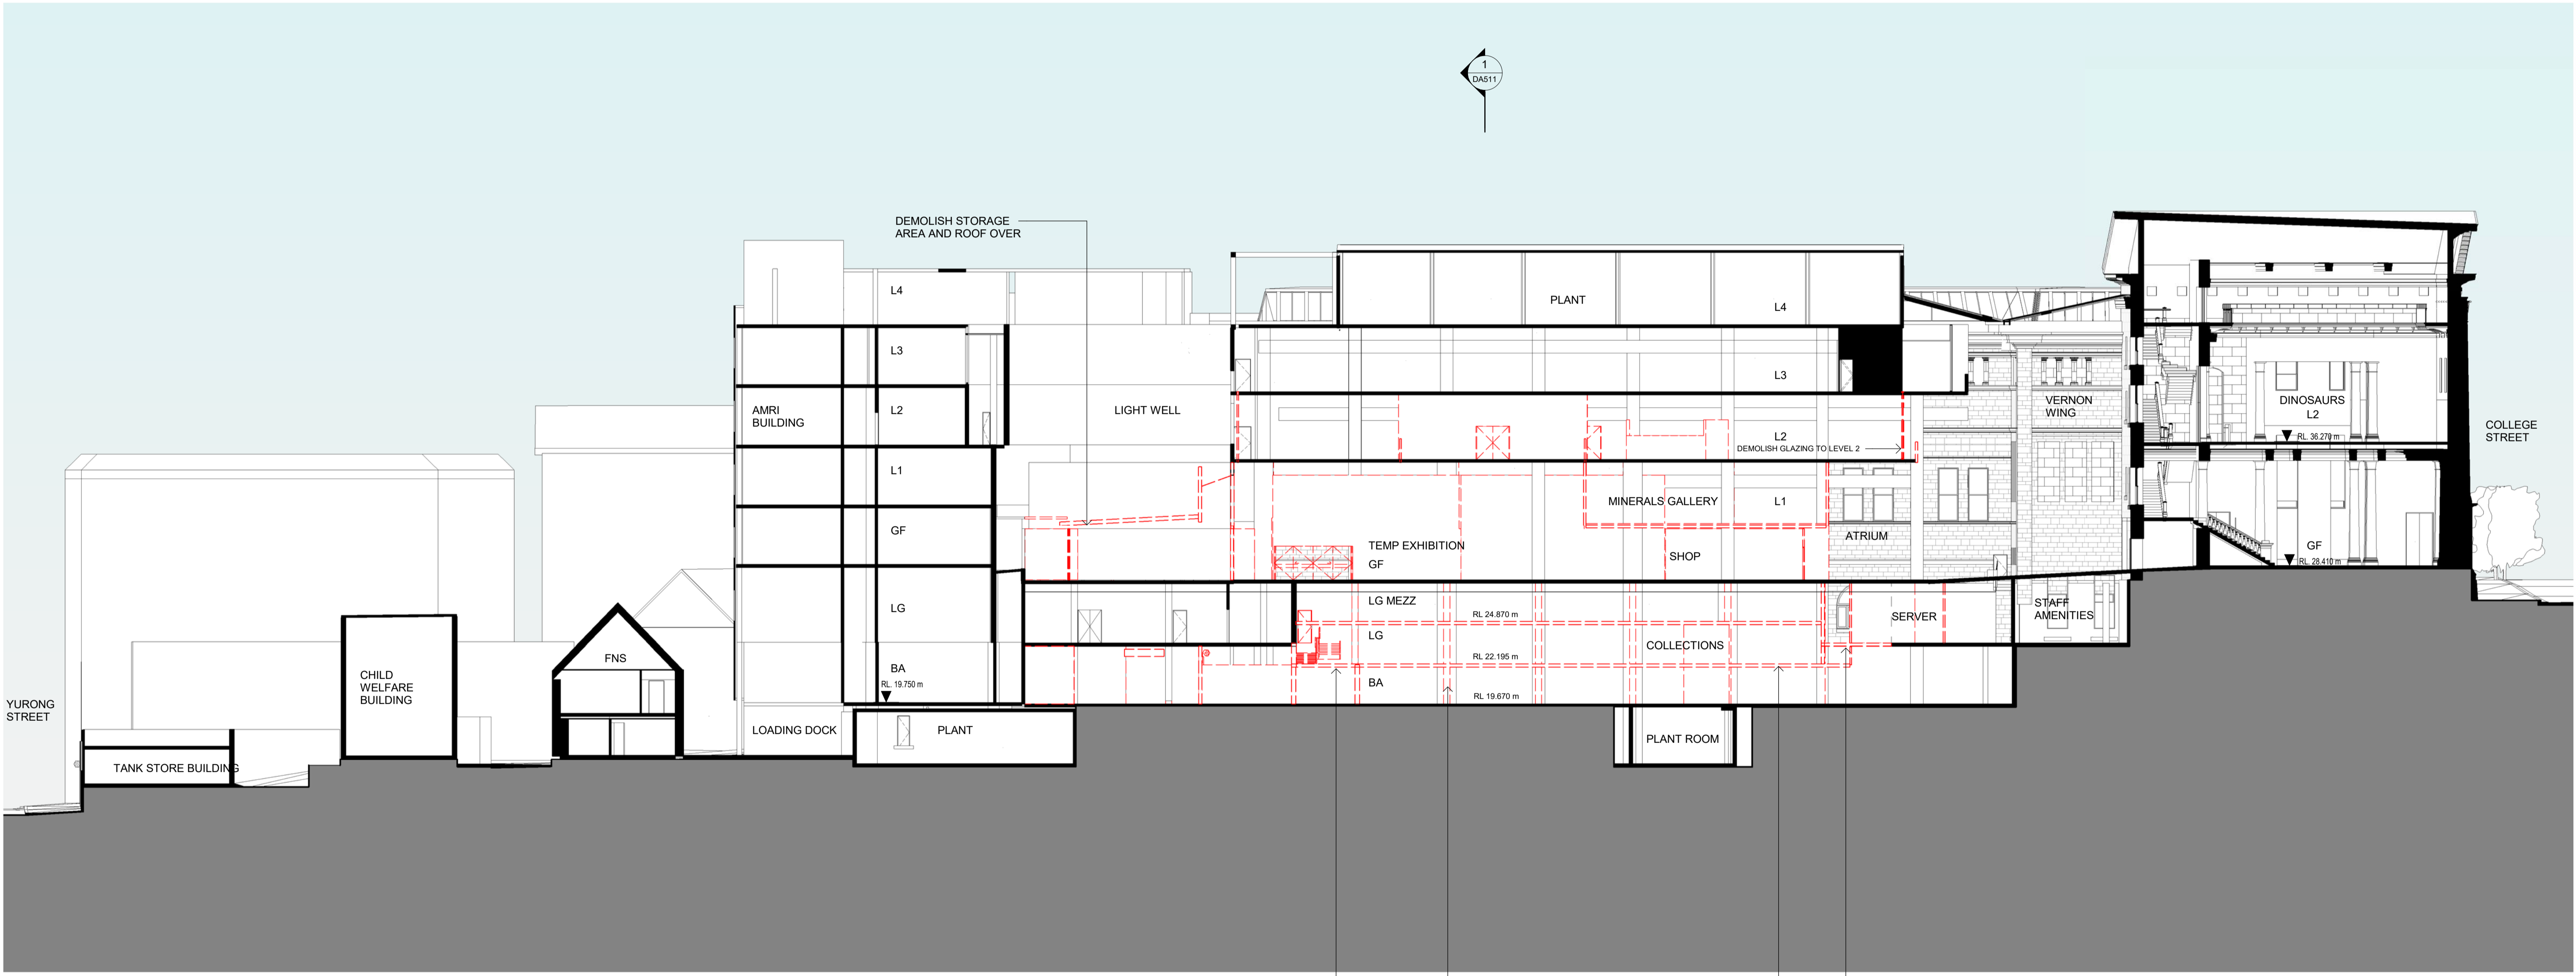 1
DA511
DEMOLISH STORAGE
AREA AND ROOF OVER
L4
PLANT
L4
L3
L3
AMRI
BUILDING
L2
LIGHT WELL
L2
DEMOLISH GLAZING TO LEVEL 2
VERNON
WING
DINOSAURS
L2
RL. 36.270 m
COLLEGE
STREET
L1
MINERALS GALLERY
L1
GF
TEMP EXHIBITION
GF
SHOP
ATRIUM
GF
RL. 28.410 m
LG
LG MEZZ
RL 24.870 m
SERVER
STAFF
AMENITIES
LG
COLLECTIONS
FNS
BA
RL. 19.750 m
RL 22.195 m
BA
RL 19.670 m
CHILD
WELFARE
BUILDING
YURONG
STREET
LOADING DOCK
PLANT
PLANT ROOM
TANK STORE BUILDING